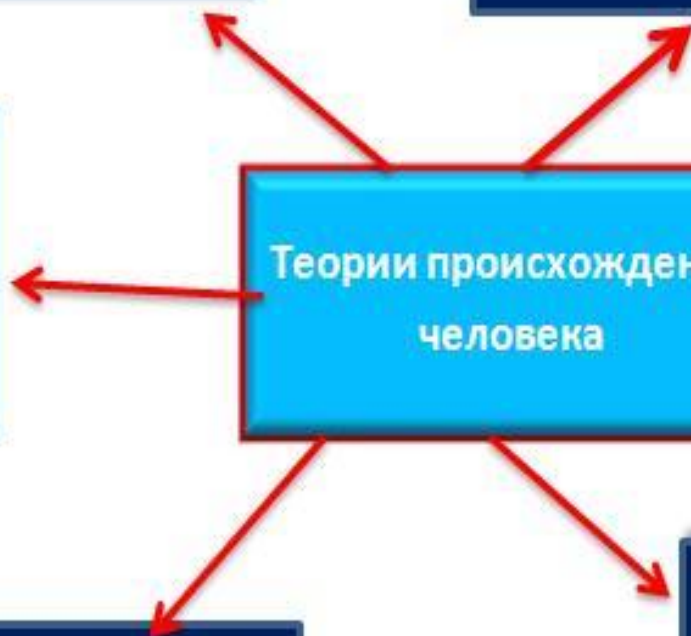 Теории происхожден
человека